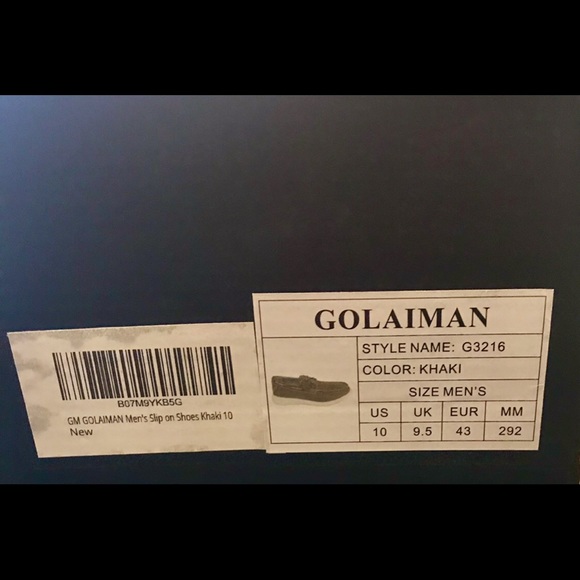 B07M9YKB5G
GM GOLAIMAN Men's Slip on Shoes Khaki 10
New
GOLAIMAN
STYLE NAME: G3216
COLOR: KHAKI
SIZE MEN'S
US UK EUR MM
10 9.5 43 292